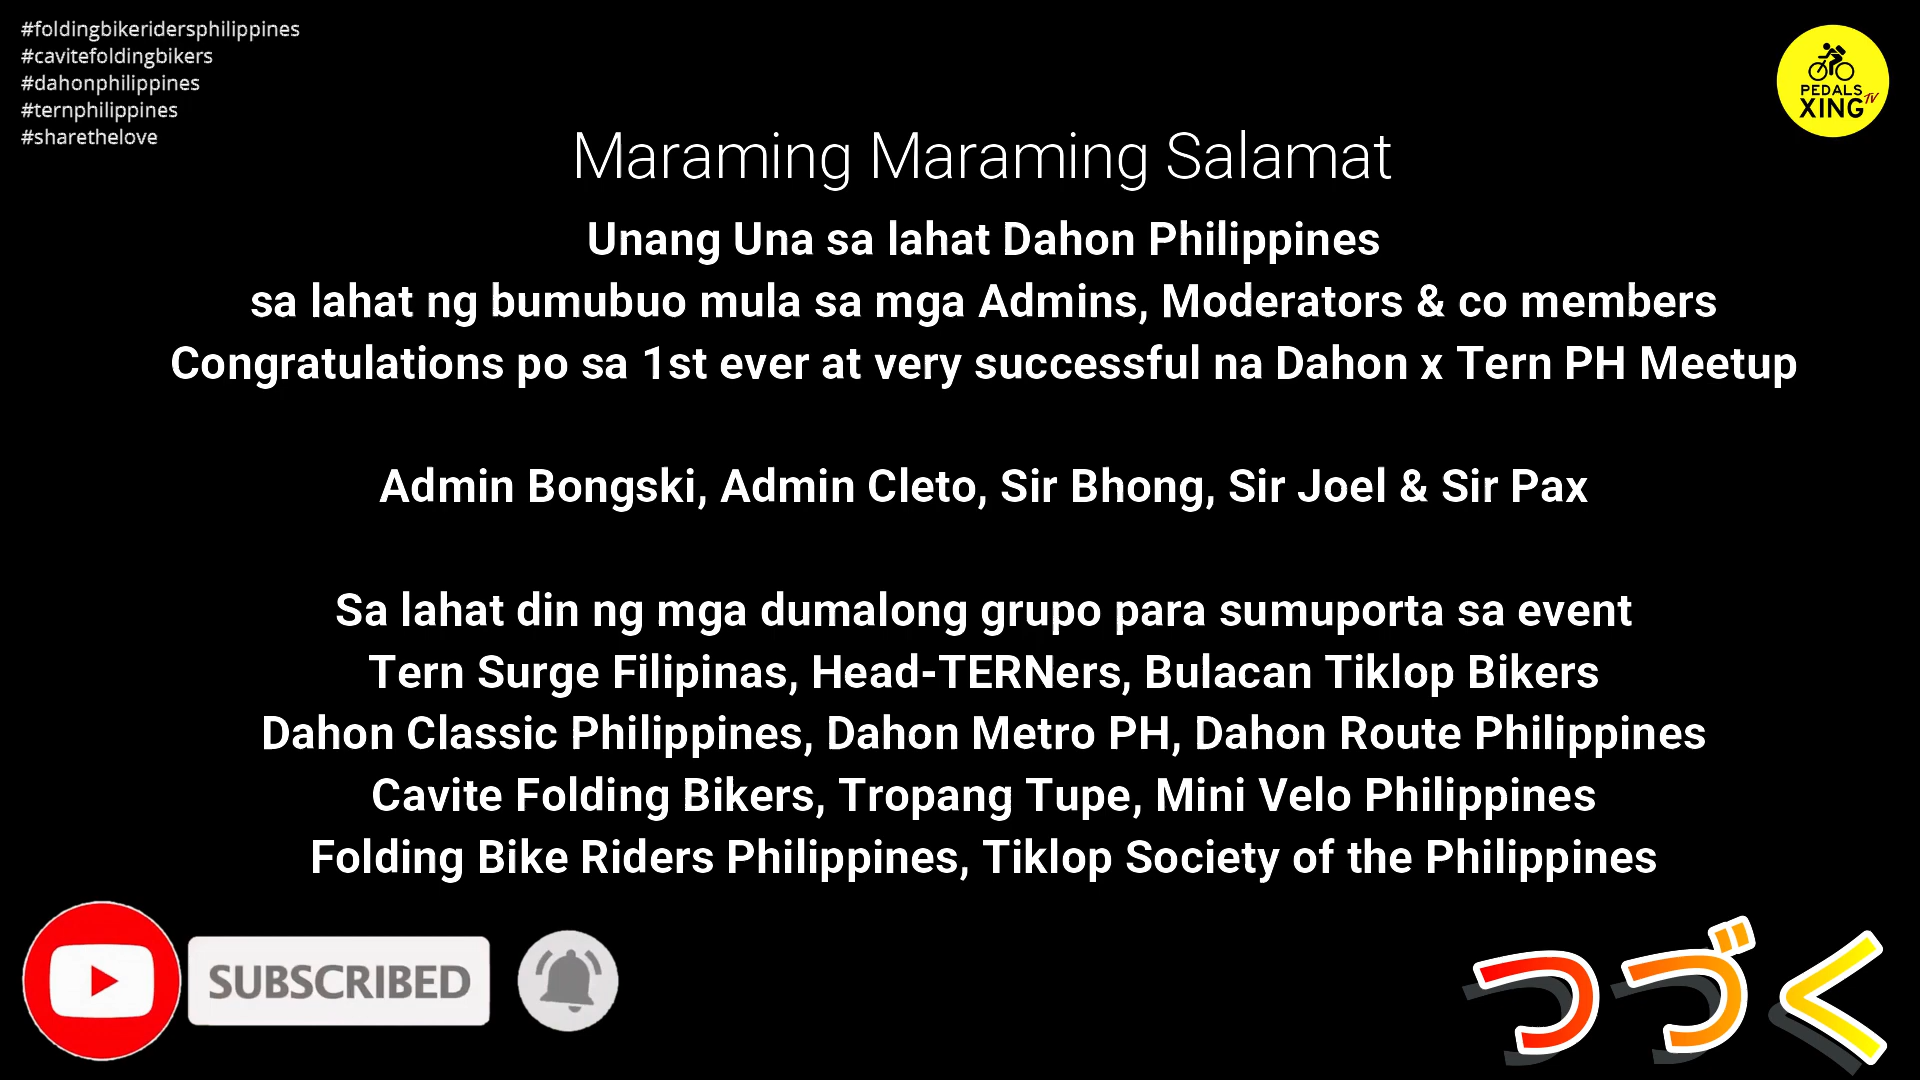 #foldingbikeridersphilippines
#cavitefoldingbikers
#dahonphilippines
#ternphilippines
#sharethelove
PEDALS
XING TV
Maraming Maraming Salamat
Unang Una sa lahat Dahon Philippines
sa lahat ng bumubuo mula sa mga Admins, Moderators & co members
Congratulations po sa 1st ever at very successful na Dahon x Tern PH Meetup
Admin Bongski, Admin Cleto, Sir Bhong, Sir Joel & Sir Pax
Sa lahat din ng mga dumalong grupo para sumuporta sa event
Tern Surge Filipinas, Head-TERNers, Bulacan Tiklop Bikers
Dahon Classic Philippines, Dahon Metro PH, Dahon Route Philippines
Cavite Folding Bikers, Tropang Tupe, Mini Velo Philippines
Folding Bike Riders Philippines, Tiklop Society of the Philippines
SUBSCRIBED
つづく